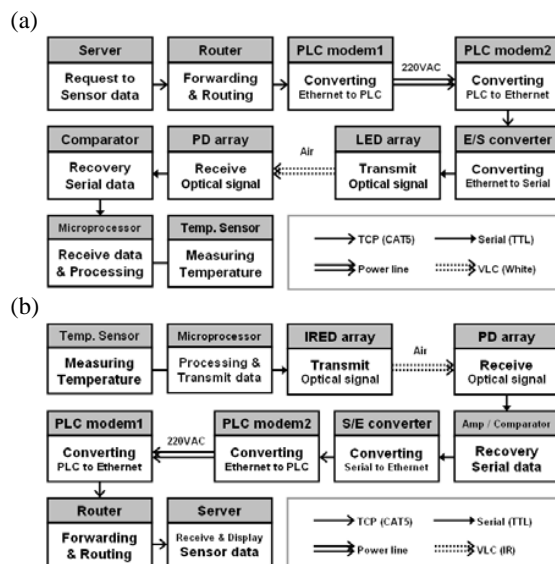 (a)
Server
Request to
Sensor data
Router
Forwarding
& Routing
PLC modem1
Converting
Ethernet to PLC
220VAC
PLC modem2
Converting
PLC to Ethernet
Comparator
Recovery
Serial data
PD array
Receive
Optical signal
Air
LED array
Transmit
Optical signal
E/S converter
Converting
Ethernet to Serial
Microprocessor
Receive data
& Processing
Temp. Sensor
Measuring
Temperature
TCP (CAT5)
Serial (TTL)
Power line
VLC (White)
(b)
Temp. Sensor
Measuring
Temperature
Microprocessor
Processing &
Transmit data
IRED array
Transmit
Optical signal
Air
PD array
Receive
Optical signal
PLC modem1
Converting
PLC to Ethernet
220VAC
PLC modem2
Converting
Ethernet to PLC
S/E converter
Converting
Serial to Ethernet
Amp / Comparator
Recovery
Serial data
Router
Forwarding
& Routing
Server
Receive & Display
Sensor data
TCP (CAT5)
Serial (TTL)
Power line
VLC (IR)